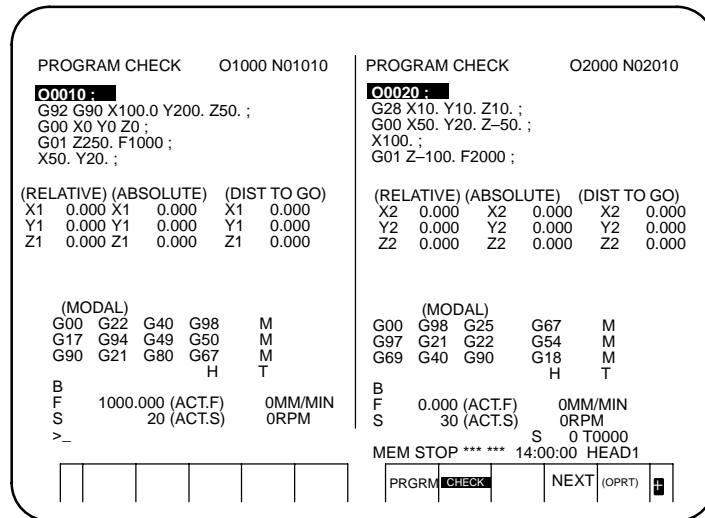 PROGRAM CHECK O1000 N01010
O0010 ;
G92 G90 X100.0 Y200. Z50. ;
G00 X0 Y0 Z0 ;
G01 Z250. F1000 ;
X50. Y20. ;
(RELATIVE) (ABSOLUTE) (DIST TO GO)
X1 0.000 X1 0.000 X1 0.000
Y1 0.000 Y1 0.000 Y1 0.000
Z1 0.000 Z1 0.000 Z1 0.000
(MODAL)
G00 G22 G40 G98 M
G17 G94 G49 G50 M
G90 G21 G80 G67 M
H T
B
F 1000.000 (ACT.F) 0MM/MIN
S 20 (ACT.S) 0RPM
>_
PROGRAM CHECK O2000 N02010
O0020 ;
G28 X10. Y10. Z10. ;
G00 X50. Y20. Z–50. ;
X100. ;
G01 Z–100. F2000 ;
(RELATIVE) (ABSOLUTE) (DIST TO GO)
X2 0.000 X2 0.000 X2 0.000
Y2 0.000 Y2 0.000 Y2 0.000
Z2 0.000 Z2 0.000 Z2 0.000
(MODAL)
G00 G98 G25 G67 M
G97 G21 G22 G54 M
G69 G40 G90 G18 M
H T
B
F 0.000 (ACT.F) 0MM/MIN
S 30 (ACT.S) 0RPM
S 0 T0000
MEM STOP *** *** 14:00:00 HEAD1
PRGRM CHECK NEXT (OPRT) +